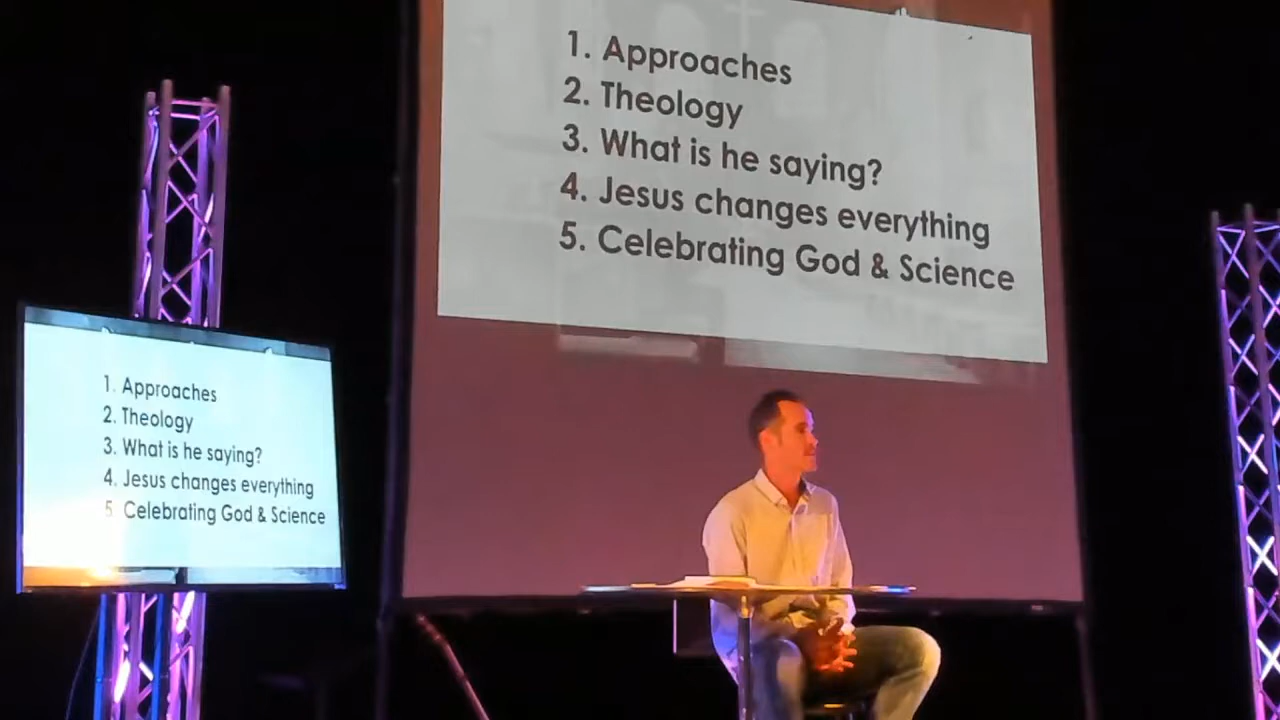 1. Approaches
2. Theology
3. What is he saying?
4. Jesus changes everything
5. Celebrating God & Science
1. Approaches
2. Theology
3. What is he saying?
4. Jesus changes everything
5 Celebrating God & Science